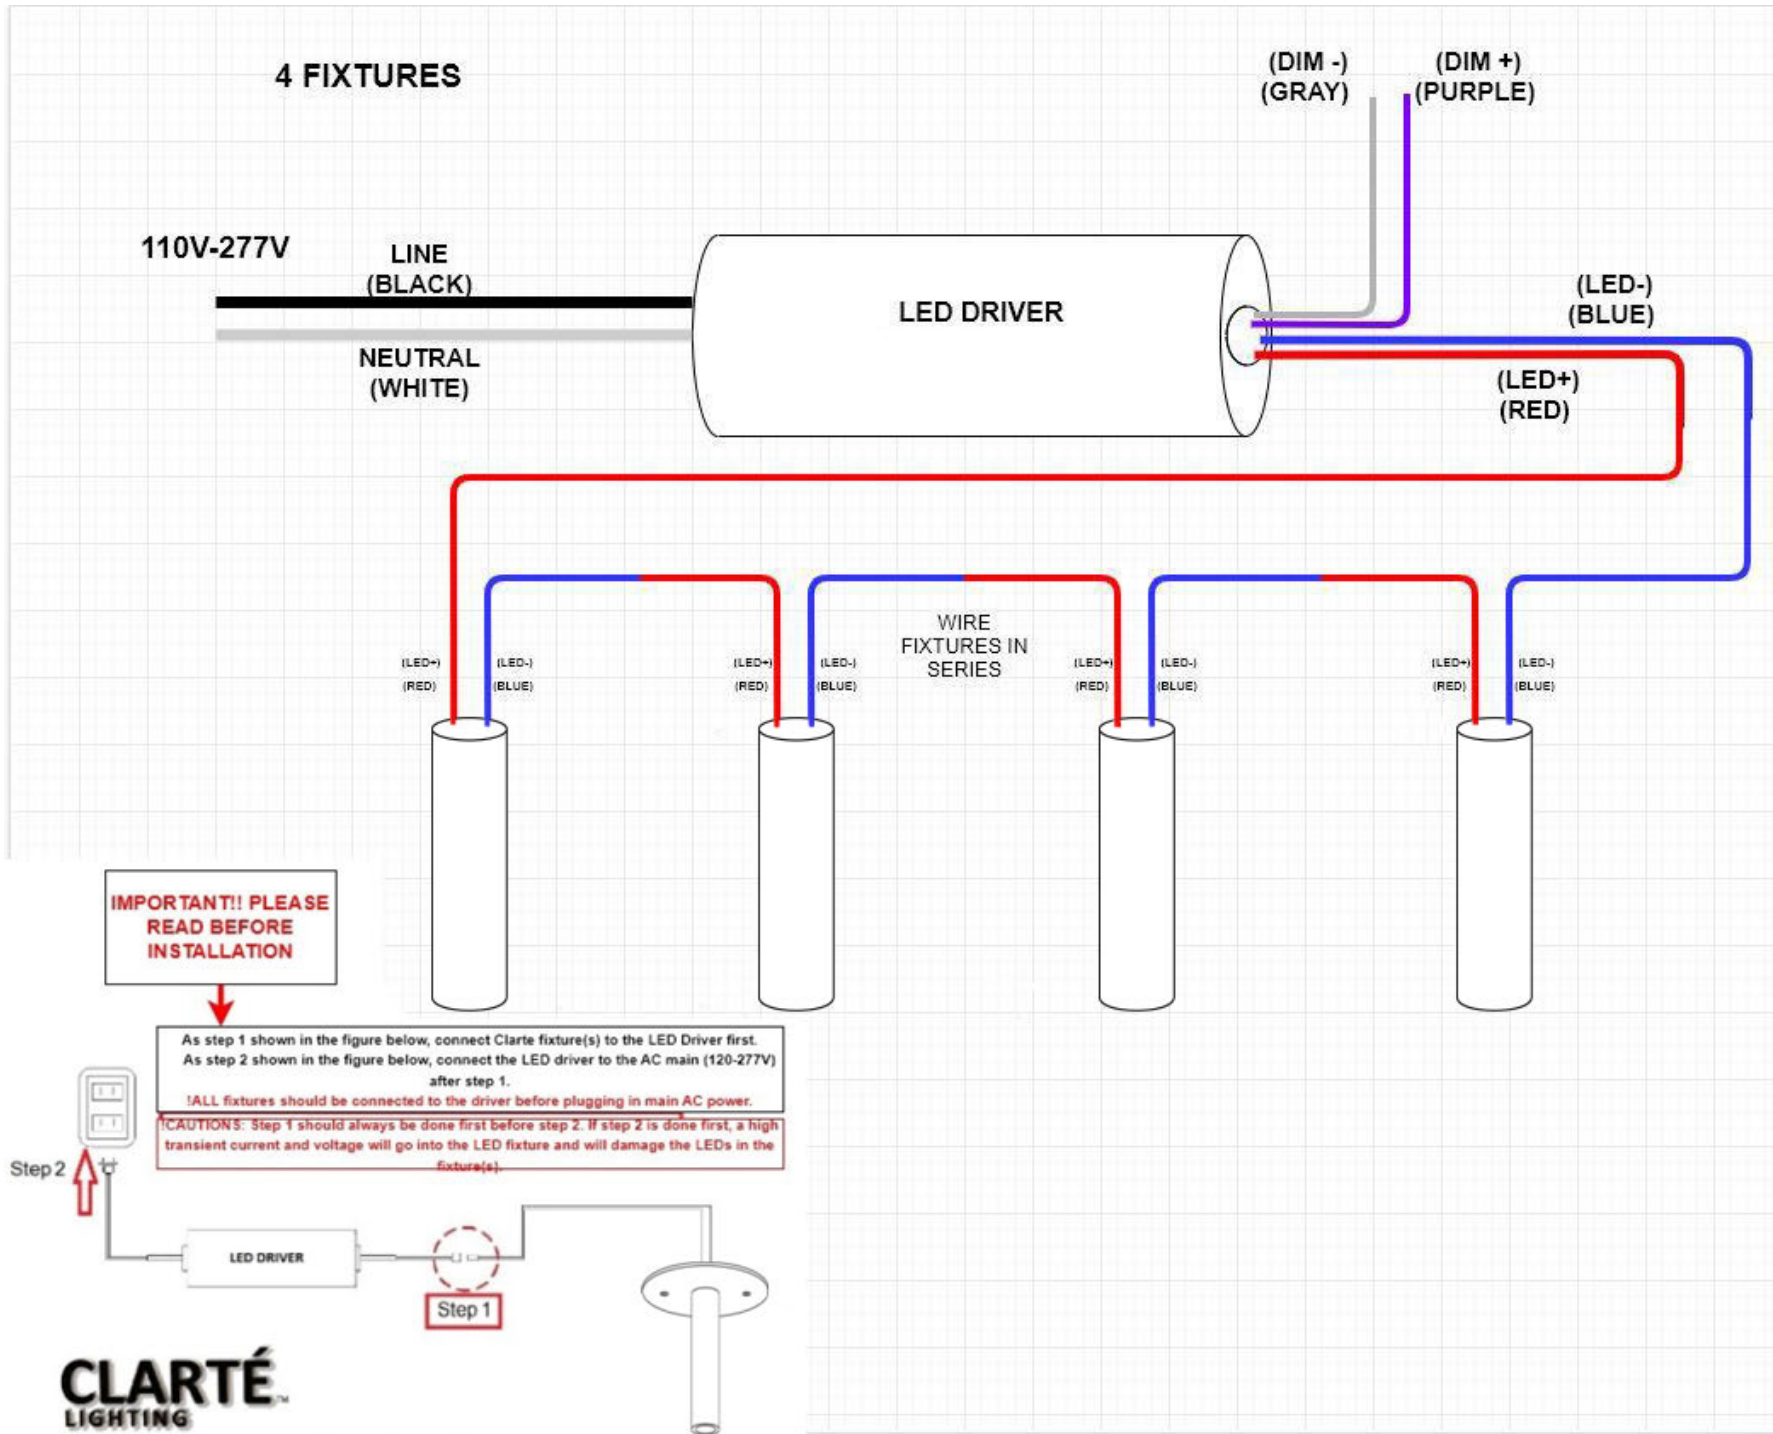 4 FIXTURES
(DIM -)
(GRAY)
(DIM +)
(PURPLE)
110V-277V
LINE
(BLACK)
NEUTRAL
(WHITE)
LED DRIVER
(LED-)
(BLUE)
(LED+)
(RED)
WIRE
FIXTURES IN
SERIES
(LED+)
(RED)
(LED-)
(BLUE)
(LED+)
(RED)
(LED-)
(BLUE)
(LED+)
(RED)
(LED-)
(BLUE)
(LED+)
(RED)
(LED-)
(BLUE)
IMPORTANT!! PLEASE
READ BEFORE
INSTALLATION
As step 1 shown in the figure below, connect Clarte fixture(s) to the LED Driver first.
As step 2 shown in the figure below, connect the LED driver to the AC main (120-277V)
after step 1.
!ALL fixtures should be connected to the driver before plugging in main AC power.
!CAUTIONS: Step 1 should always be done first before step 2. If step 2 is done first, a high
transient current and voltage will go into the LED fixture and will damage the LEDs in the
fixture(s).
Step 2
LED DRIVER
Step 1
CLARTÉ™
LIGHTING